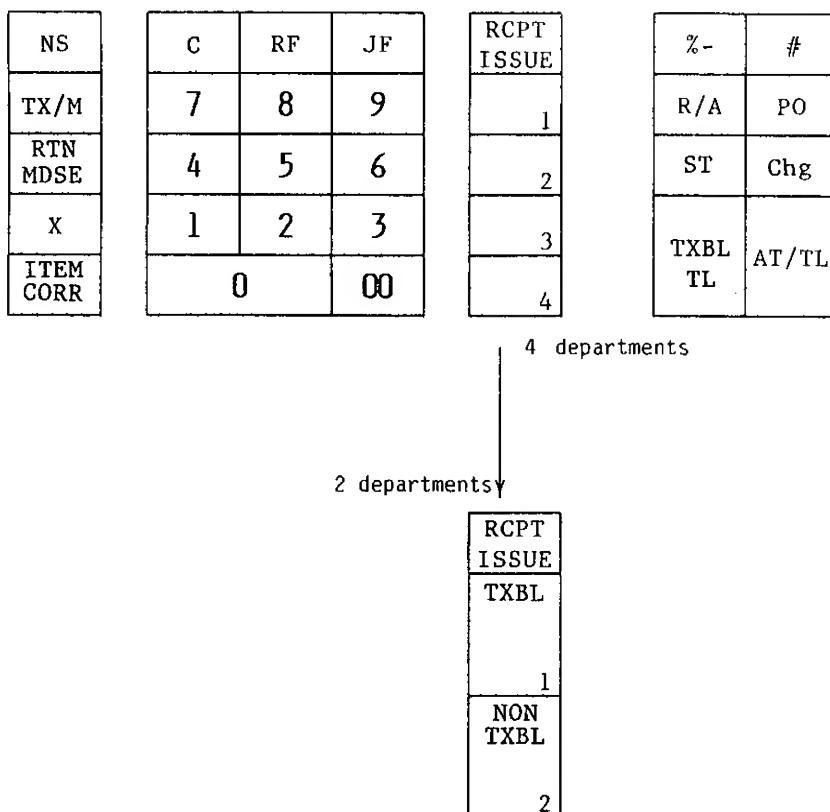 NS C RF JF RCPT ISSUE %- #
TX/M 7 8 9 1 R/A PO
RTN MDSE 4 5 6 2 ST Chg
X 1 2 3 3 TXBL TL AT/TL
ITEM CORR 0 00 4
4 departments
2 departments
RCPT
ISSUE
TXBL
1
NON
TXBL
2